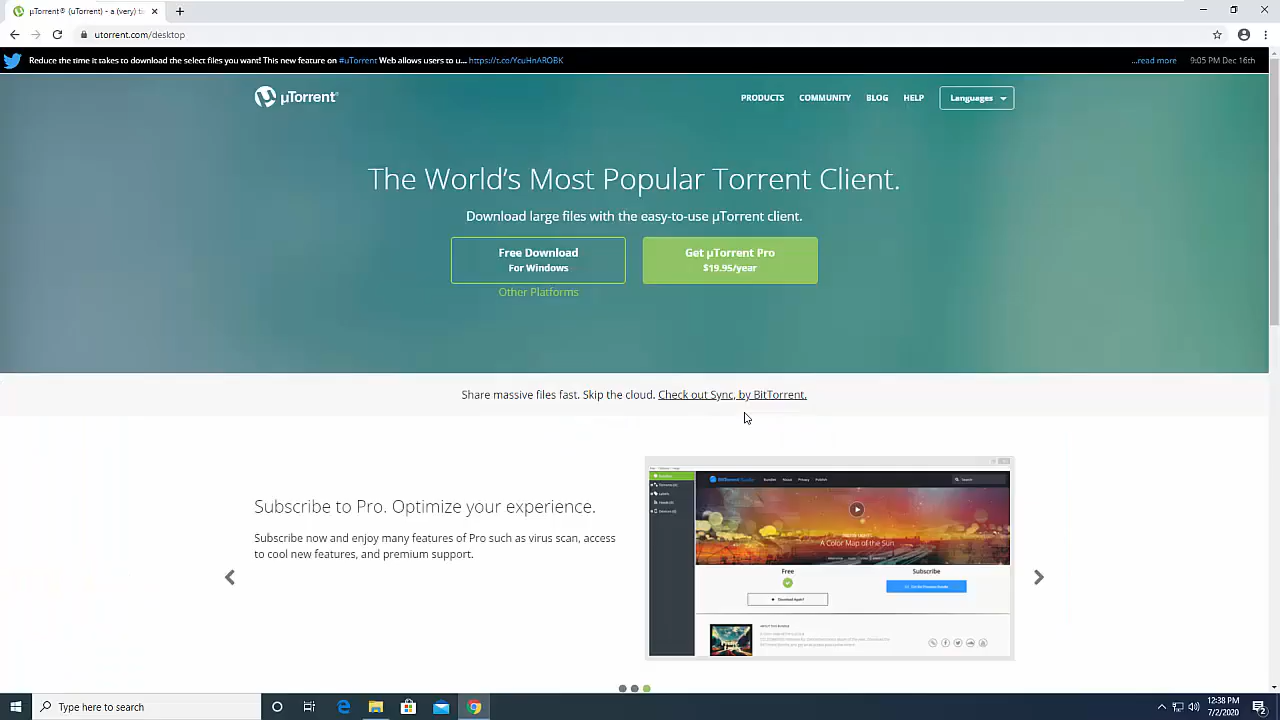 µTorrent® (uTorrent) - a (very) ti
utorrent.com/desktop
Reduce the time it takes to download the select files you want! This new feature on #uTorrent Web allows users to u... https://t.co/YcuHnAROBK
...read more 9:05 PM Dec 16th
µTorrent®
PRODUCTS COMMUNITY BLOG HELP Languages
The World's Most Popular Torrent Client.
Download large files with the easy-to-use µTorrent client.
Free Download
For Windows
Get µTorrent Pro
$19.95/year
Other Platforms
Share massive files fast. Skip the cloud. Check out Sync, by BitTorrent.
Subscribe to Pro. Optimize your experience.
Subscribe now and enjoy many features of Pro such as virus scan, access
to cool new features, and premium support.
Search
A Color Map of the Sun
Free
Subscribe
Type here to search
12:38 PM
7/2/2020
2